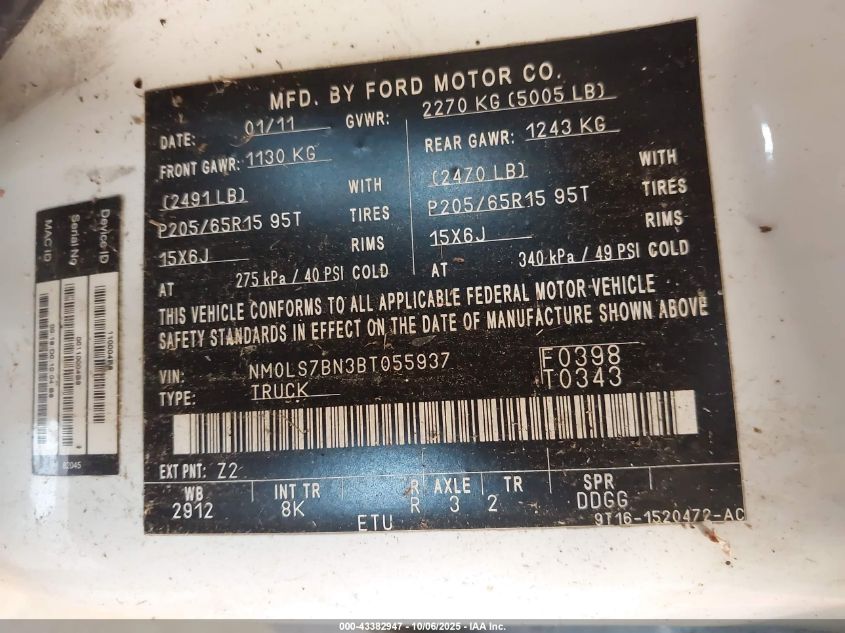 MFD. BY FORD MOTOR CO.
DATE: 01/11 GVWR: 2270 KG (5005 LB)
FRONT GAWR: 1130 KG REAR GAWR: 1243 KG
(2491 LB) WITH (2470 LB) WITH
P205/65R15 95T TIRES P205/65R15 95T TIRES
15X6J RIMS 15X6J RIMS
AT 275 kPa / 40 PSI COLD AT 340 kPa / 49 PSI COLD
THIS VEHICLE CONFORMS TO ALL APPLICABLE FEDERAL MOTOR VEHICLE
SAFETY STANDARDS IN EFFECT ON THE DATE OF MANUFACTURE SHOWN ABOVE
VIN: NM0LS7BN3BT055937 F0398
TYPE: TRUCK T0343
EXT PNT: Z2
WB INT TR R AXLE TR SPR
2912 8K R 3 2 DDGG
ETU 9T16-1520472-AC
Device ID
Serial No
MAC ID
82045
000-43382947 - 10/06/2025 - IAA Inc.